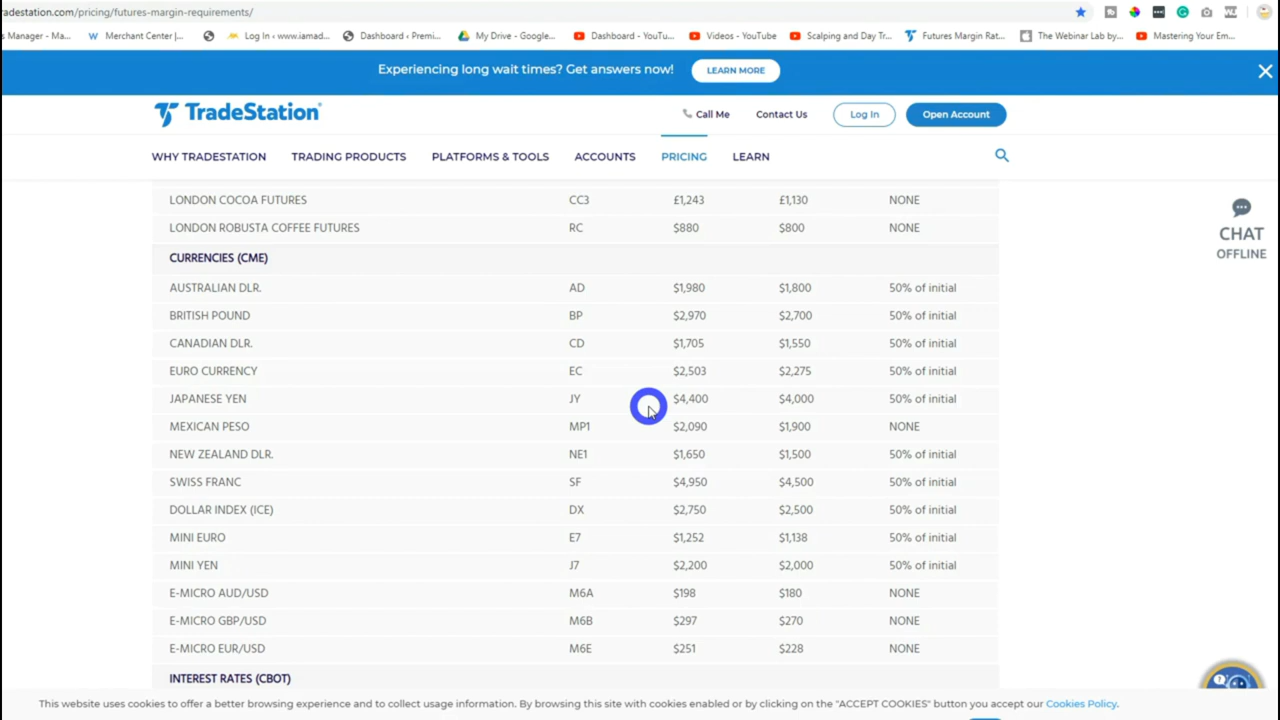 radestation.com/pricing/futures-margin-requirements/
s Manager - Ma... Merchant Center |... Log In ‹ www.iamad... Dashboard ‹ Premi... My Drive - Google... Dashboard - YouTu... Videos - YouTube Scalping and Day Tr... Futures Margin Rat... The Webinar Lab by... Mastering Your Em...
Experiencing long wait times? Get answers now! LEARN MORE
TradeStation Call Me Contact Us Log In Open Account
WHY TRADESTATION TRADING PRODUCTS PLATFORMS & TOOLS ACCOUNTS PRICING LEARN
LONDON COCOA FUTURES CC3 £1,243 £1,130 NONE
LONDON ROBUSTA COFFEE FUTURES RC $880 $800 NONE
CHAT
OFFLINE
CURRENCIES (CME)
AUSTRALIAN DLR. AD $1,980 $1,800 50% of initial
BRITISH POUND BP $2,970 $2,700 50% of initial
CANADIAN DLR. CD $1,705 $1,550 50% of initial
EURO CURRENCY EC $2,503 $2,275 50% of initial
JAPANESE YEN JY $4,400 $4,000 50% of initial
MEXICAN PESO MP1 $2,090 $1,900 NONE
NEW ZEALAND DLR. NE1 $1,650 $1,500 50% of initial
SWISS FRANC SF $4,950 $4,500 50% of initial
DOLLAR INDEX (ICE) DX $2,750 $2,500 50% of initial
MINI EURO E7 $1,252 $1,138 50% of initial
MINI YEN J7 $2,200 $2,000 50% of initial
E-MICRO AUD/USD M6A $198 $180 NONE
E-MICRO GBP/USD M6B $297 $270 NONE
E-MICRO EUR/USD M6E $251 $228 NONE
INTEREST RATES (CBOT)
This website uses cookies to offer a better browsing experience and to collect usage information. By browsing this site with cookies enabled or by clicking on the "ACCEPT COOKIES" button you accept our Cookies Policy.